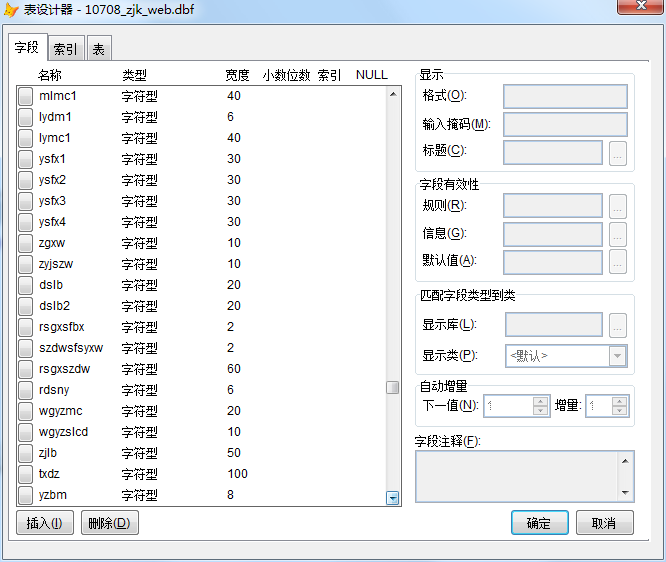 表设计器 - 10708_zjk_web.dbf
字段 索引 表
名称 类型 宽度 小数位数 索引 NULL
mlmc1 字符型 40
lydm1 字符型 6
lymc1 字符型 40
ysfx1 字符型 30
ysfx2 字符型 30
ysfx3 字符型 30
ysfx4 字符型 30
zgxw 字符型 10
zyjszw 字符型 10
dslb 字符型 20
dslb2 字符型 20
rsgxsfbx 字符型 2
szdwsfsyxw 字符型 2
rsgxszdw 字符型 60
rdsny 字符型 6
wgyzmc 字符型 20
wgyzslcd 字符型 10
zjlb 字符型 50
txdz 字符型 100
yzbm 字符型 8
插入(I) 删除(D)
显示
格式(O):
输入掩码(M):
标题(C): ...
字段有效性
规则(R): ...
信息(G): ...
默认值(A): ...
匹配字段类型到类
显示库(L): ...
显示类(P): <默认>
自动增量
下一值(N): 1 增量: 1
字段注释(F):
确定 取消